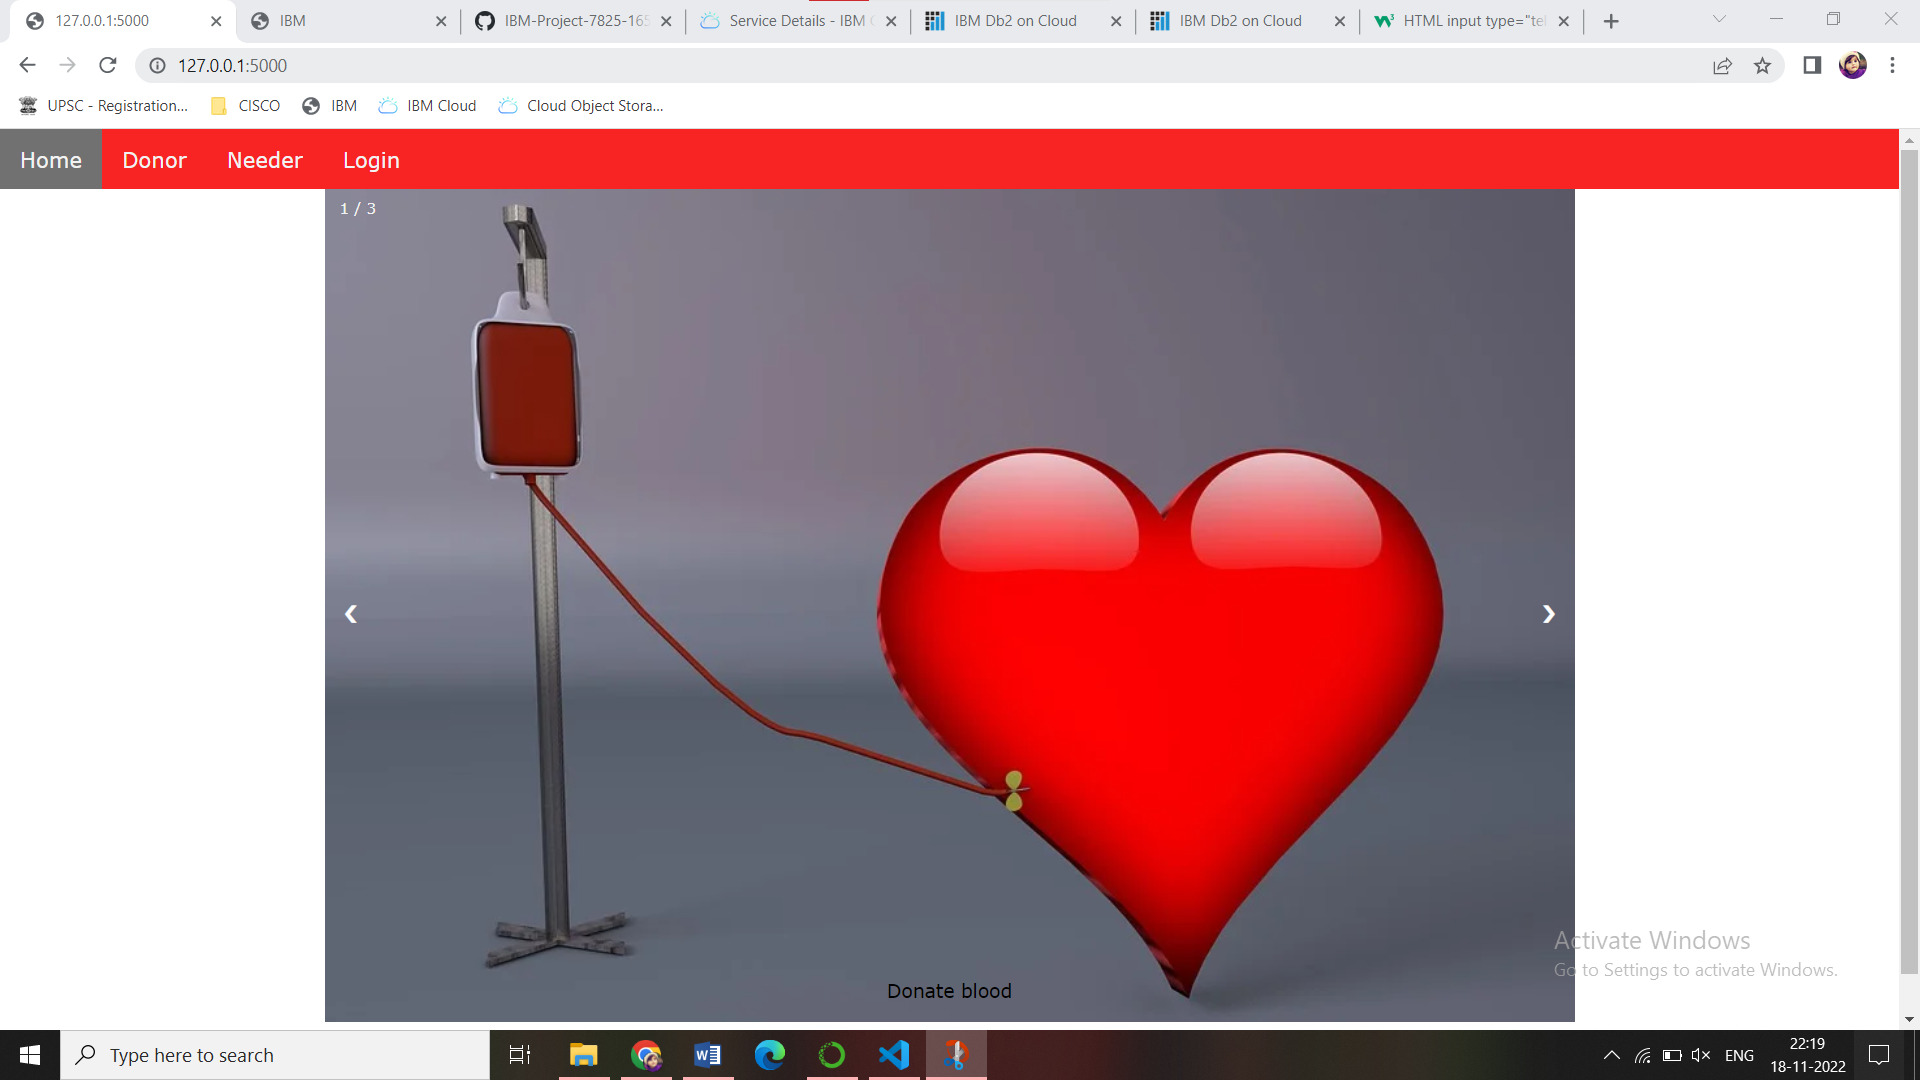 127.0.0.1:5000
IBM
IBM-Project-7825-165
Service Details - IBM
IBM Db2 on Cloud
IBM Db2 on Cloud
HTML input type="tel
127.0.0.1:5000
UPSC - Registration...
CISCO
IBM
IBM Cloud
Cloud Object Stora...
Home
Donor
Needer
Login
1 / 3
Donate blood
Activate Windows
Go to Settings to activate Windows.
Type here to search
ENG
22:19
18-11-2022